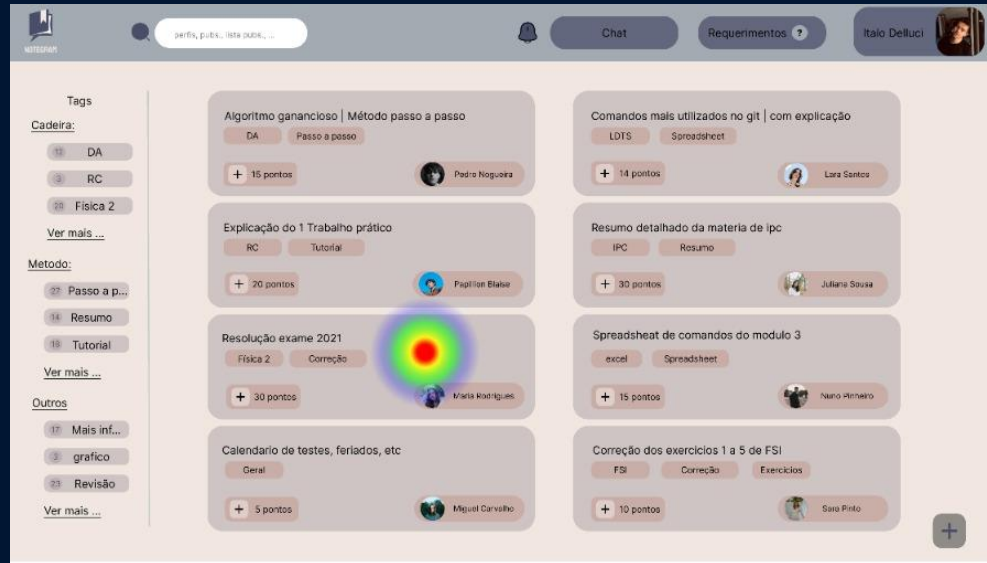 NOTEGRAM
perfis, pubs., lista pubs., ...
Chat
Requerimentos ?
Italo Delluci
Tags
Cadeira:
DA
RC
20 Física 2
Ver mais ...
Metodo:
27 Passo a p...
14 Resumo
Tutorial
Ver mais ...
Outros
17 Mais inf...
3 grafico
23 Revisão
Ver mais ...
Algoritmo ganancioso | Método passo a passo
DA Passo a passo
+ 15 pontos Pedro Nogueira
Comandos mais utilizados no git | com explicação
LDTS Spreadsheet
+ 14 pontos Lara Santos
Explicação do 1 Trabalho prático
RC Tutorial
+ 20 pontos Papillon Blaise
Resumo detalhado da materia de ipc
IPC Resumo
+ 30 pontos Juliana Sousa
Resolução exame 2021
Física 2 Correção
+ 30 pontos Maria Rodrigues
Spreadsheat de comandos do modulo 3
excel Spreadsheet
+ 15 pontos Nuno Pinheiro
Calendario de testes, feriados, etc
Geral
+ 5 pontos Miguel Carvalho
Correção dos exercicios 1 a 5 de FSI
FSI Correção Exercicios
+ 10 pontos Sara Pinto
+